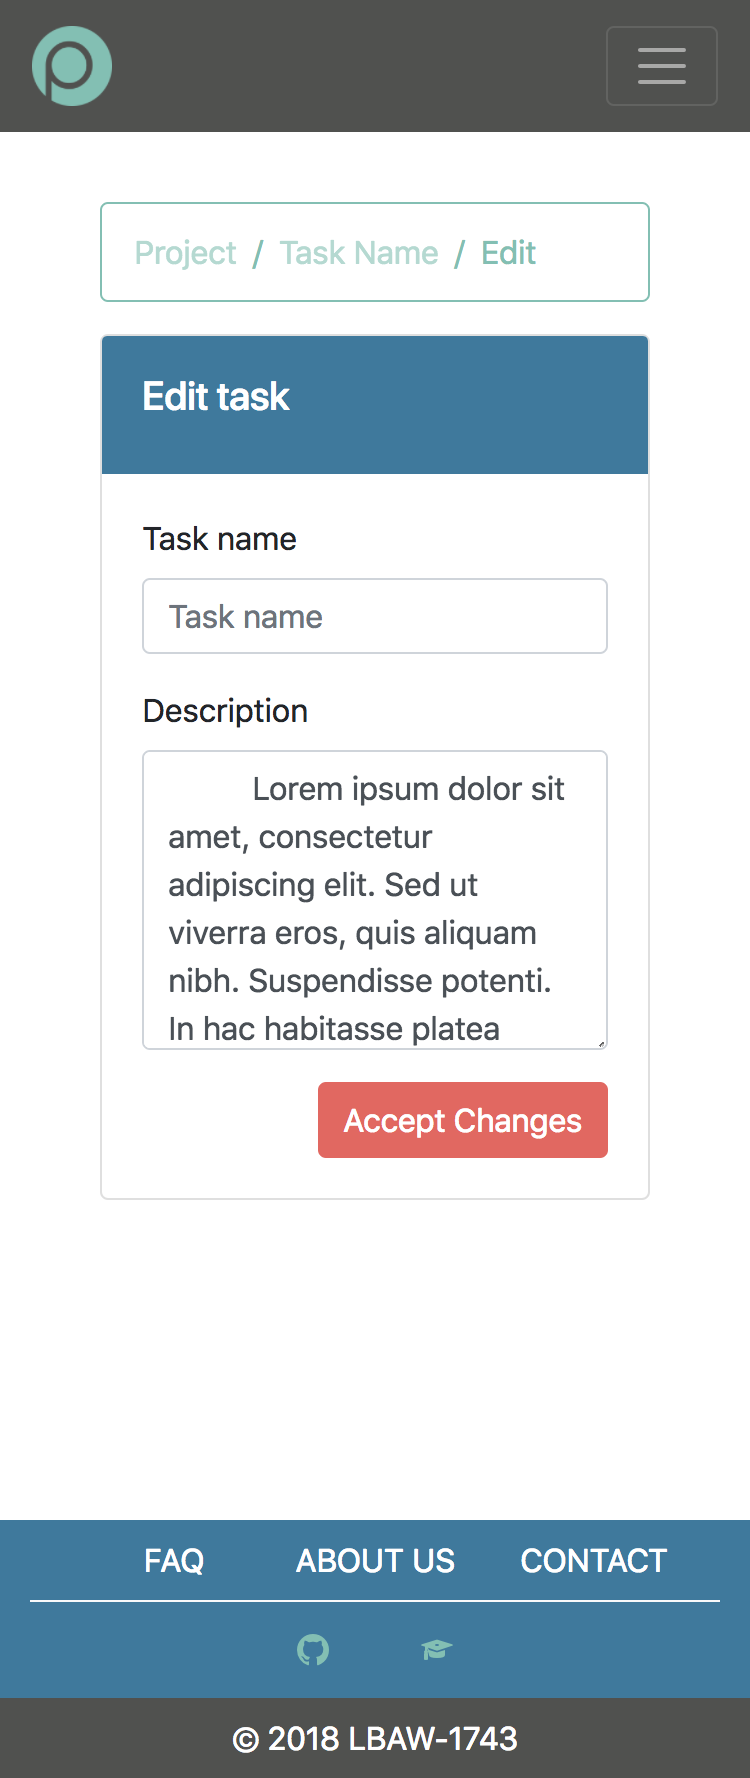 Project / Task Name / Edit
Edit task
Task name
Task name
Description
Lorem ipsum dolor sit
amet, consectetur
adipiscing elit. Sed ut
viverra eros, quis aliquam
nibh. Suspendisse potenti.
In hac habitasse platea
Accept Changes
FAQ ABOUT US CONTACT
© 2018 LBAW-1743